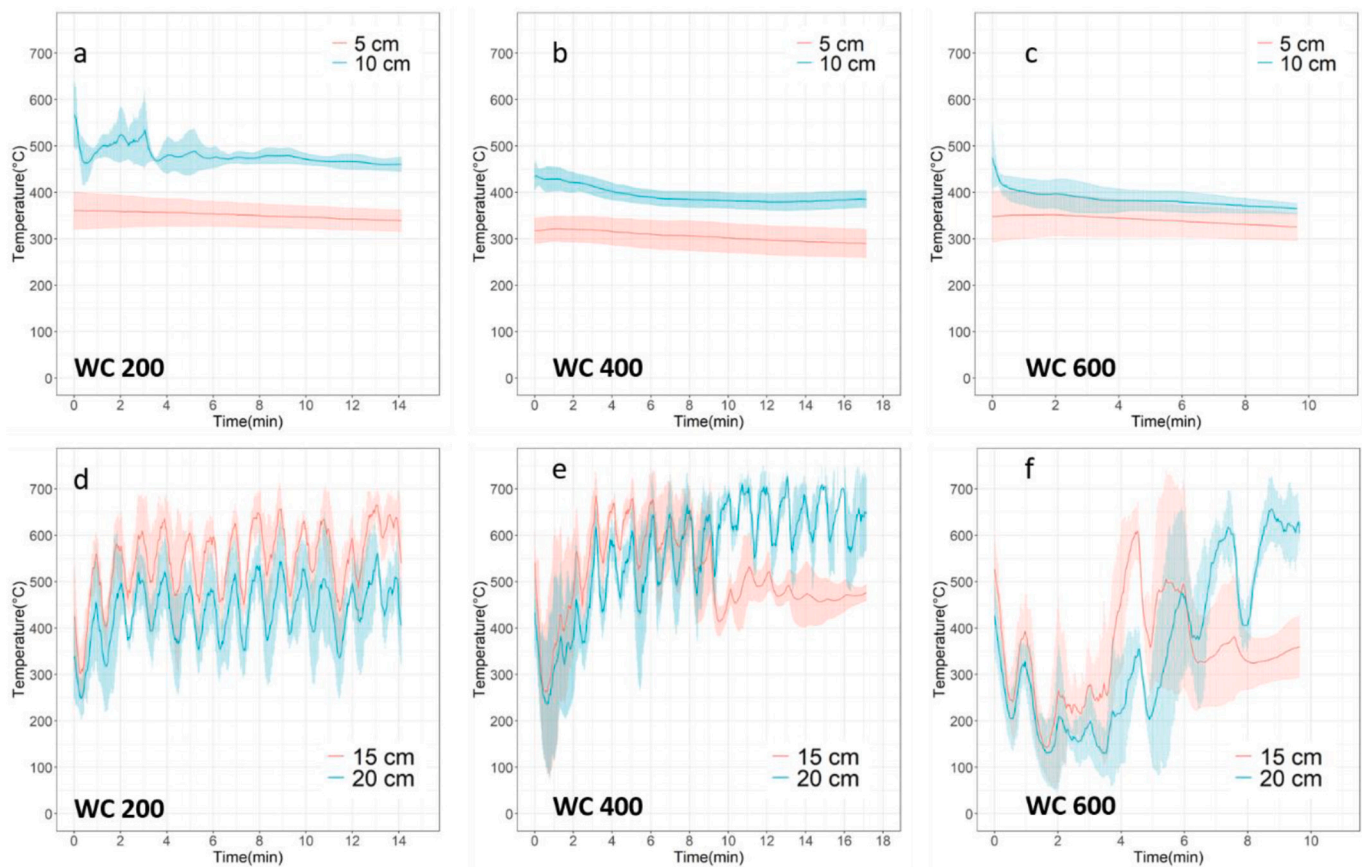 a
5 cm
10 cm
700
600
500
400
300
200
100
0
Temperature(°C)
WC 200
0 2 4 6 8 10 12 14
Time(min)
b
5 cm
10 cm
700
600
500
400
300
200
100
0
Temperature(°C)
WC 400
0 2 4 6 8 10 12 14 16 18
Time(min)
c
5 cm
10 cm
700
600
500
400
300
200
100
0
Temperature(°C)
WC 600
0 2 4 6 8 10
Time(min)
d
700
600
500
400
300
200
100
0
Temperature(°C)
15 cm
20 cm
WC 200
0 2 4 6 8 10 12 14
Time(min)
e
700
600
500
400
300
200
100
0
Temperature(°C)
15 cm
20 cm
WC 400
0 2 4 6 8 10 12 14 16 18
Time(min)
f
700
600
500
400
300
200
100
0
Temperature(°C)
15 cm
20 cm
WC 600
0 2 4 6 8 10
Time(min)